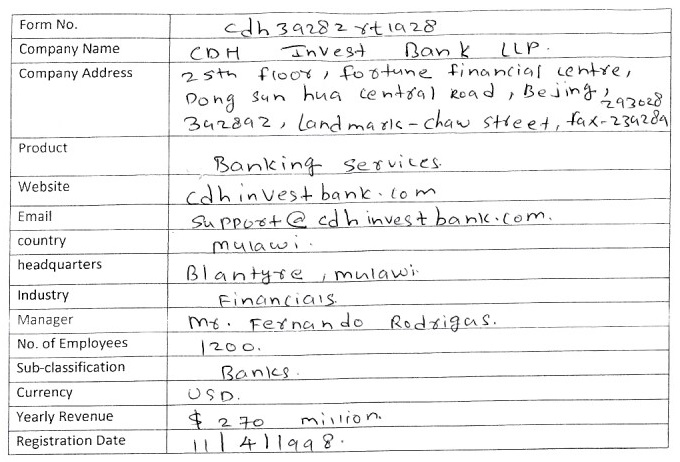 Form No. cdh39282rt1928
Company Name CDH Invest Bank LLP.
Company Address 25th floor, fortune financial centre,
Dong sun hua central Road, Bejing,
293028
392892, Landmark-chaw street, fax-239289
Product Banking services.
Website cdhinvestbank.com
Email support@cdhinvestbank.com.
country mulawi.
headquarters Blantyre, mulawi.
Industry Financials.
Manager Mr. Fernando Rodrigas.
No. of Employees 1200.
Sub-classification Banks.
Currency USD.
Yearly Revenue $ 270 million.
Registration Date 11/4/1998.